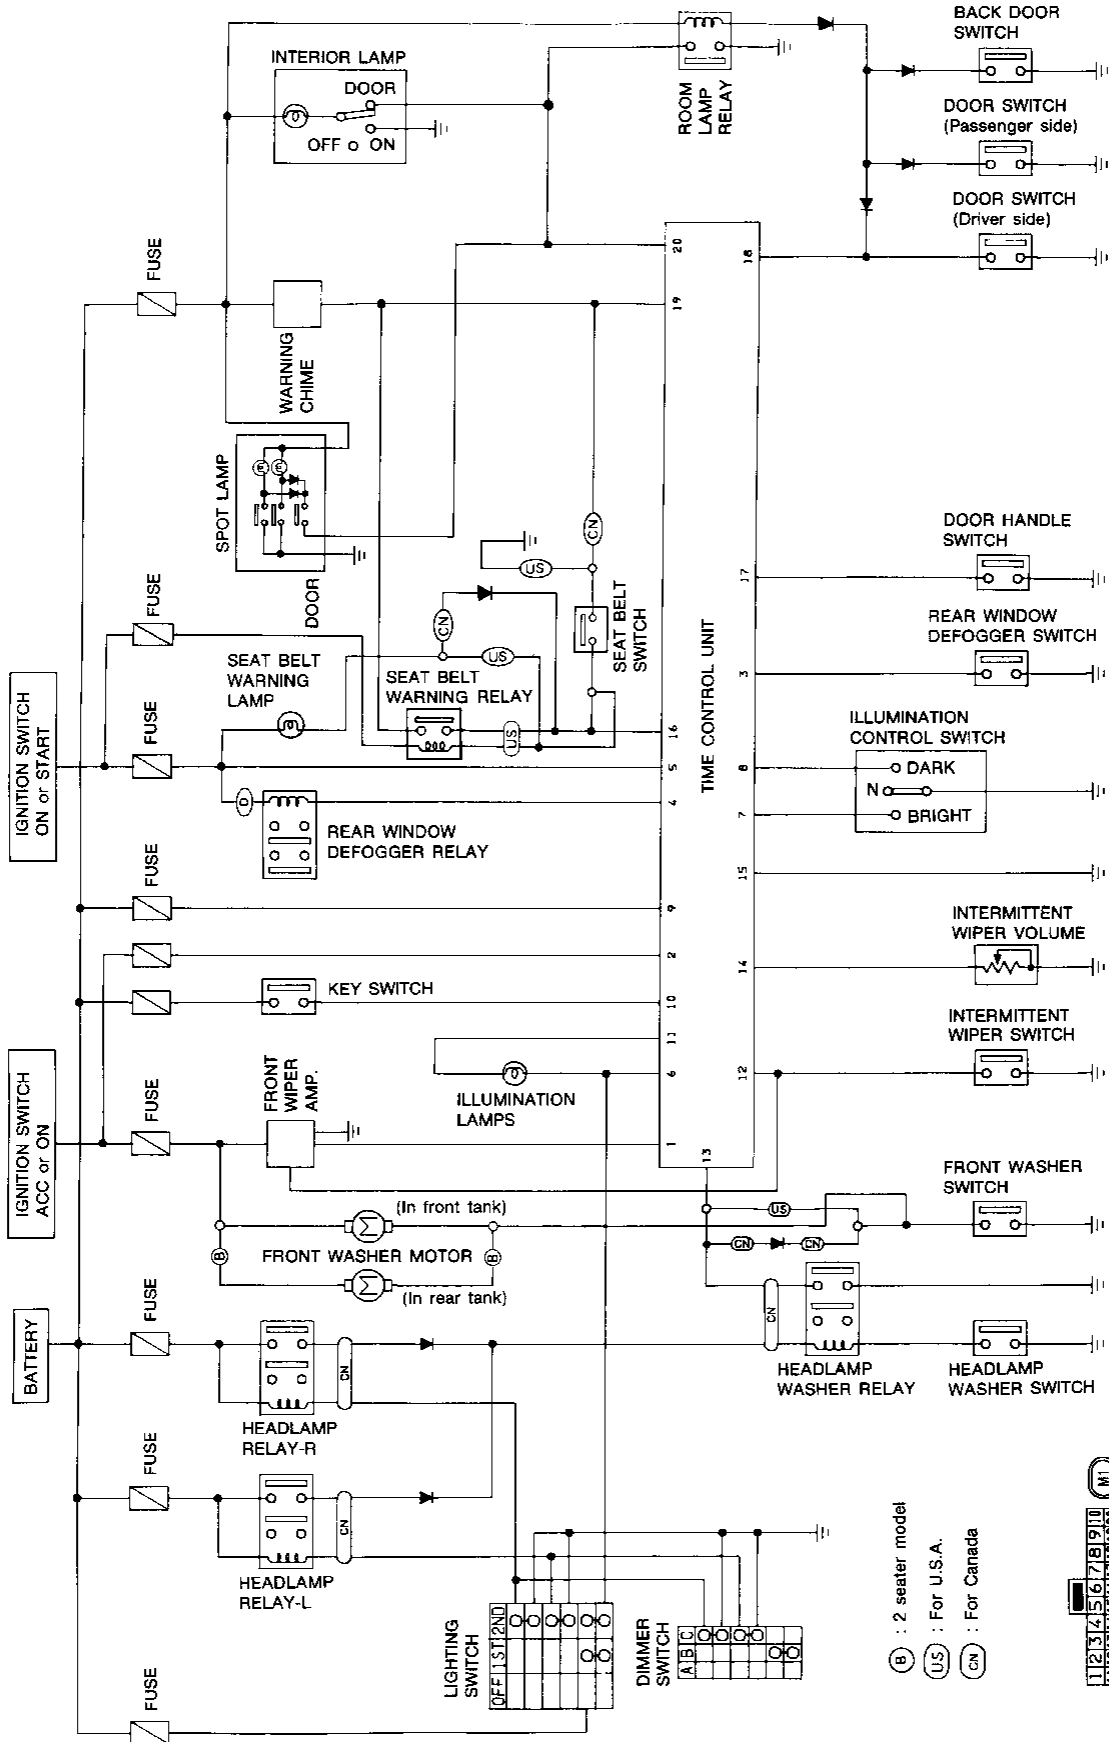 BACK DOOR
SWITCH
DOOR SWITCH
(Passenger side)
DOOR SWITCH
(Driver side)
INTERIOR LAMP
DOOR
OFF o ON
ROOM
LAMP
RELAY
FUSE
WARNING
CHIME
SPOT LAMP
DOOR
20
19
18
CN
US
SEAT BELT
SWITCH
DOOR HANDLE
SWITCH
17
REAR WINDOW
DEFOGGER SWITCH
3
IGNITION SWITCH
ON or START
FUSE
FUSE
SEAT BELT
WARNING
LAMP
CN
US
SEAT BELT
WARNING RELAY
US
16
5
4
TIME CONTROL UNIT
ILLUMINATION
CONTROL SWITCH
DARK
N
BRIGHT
8
7
15
REAR WINDOW
DEFOGGER RELAY
FUSE
9
2
KEY SWITCH
10
11
6
INTERMITTENT
WIPER VOLUME
14
INTERMITTENT
WIPER SWITCH
12
IGNITION SWITCH
ACC or ON
FUSE
FRONT
WIPER
AMP.
ILLUMINATION
LAMPS
1
13
FRONT WASHER
SWITCH
(In front tank)
FRONT WASHER MOTOR
(In rear tank)
B
B
US
CN
CN
CN
HEADLAMP
WASHER RELAY
HEADLAMP
WASHER SWITCH
BATTERY
FUSE
CN
HEADLAMP
RELAY-R
FUSE
CN
HEADLAMP
RELAY-L
FUSE
LIGHTING
SWITCH
OFF 1ST 2ND
DIMMER
SWITCH
A B C
B : 2 seater model
US : For U.S.A.
CN : For Canada
1 2 3 4 5 6 7 8 9 10
M1